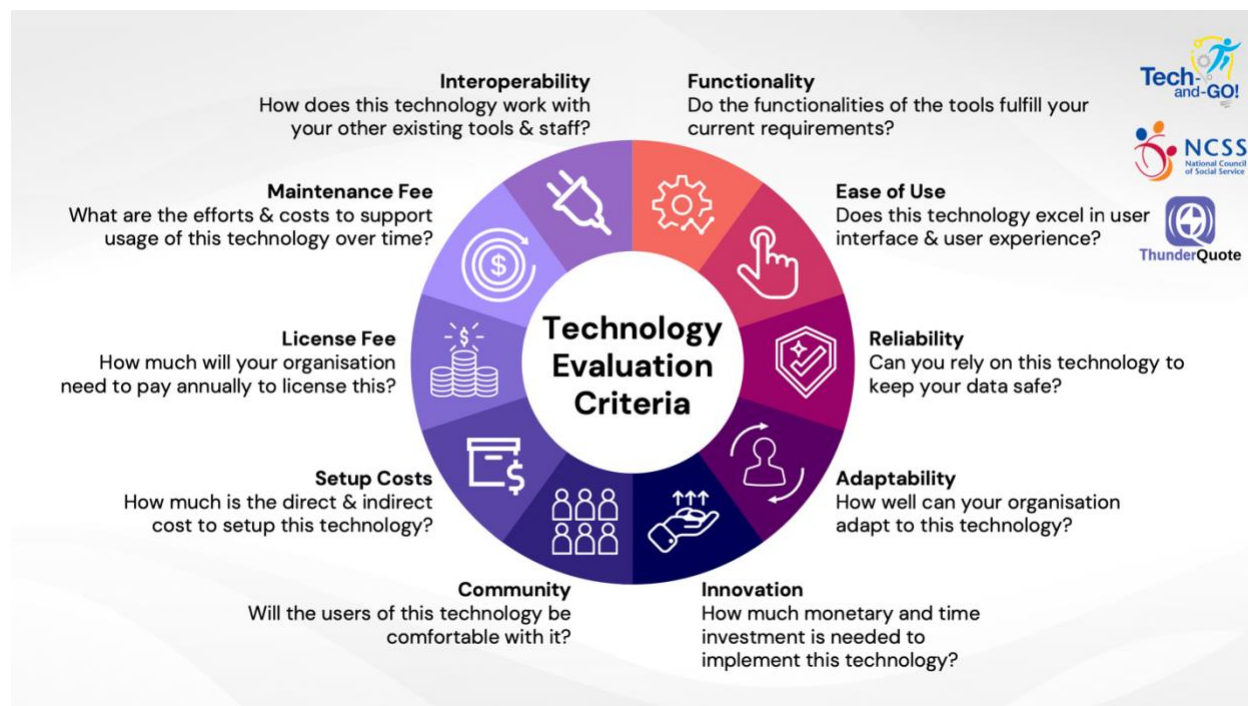 Interoperability
How does this technology work with
your other existing tools & staff?
Functionality
Do the functionalities of the tools fulfill your
current requirements?
Tech-
and-GO!
NCSS
National Council
of Social Service
Maintenance Fee
What are the efforts & costs to support
usage of this technology over time?
Ease of Use
Does this technology excel in user
interface & user experience?
ThunderQuote
Technology
Evaluation
Criteria
License Fee
How much will your organisation
need to pay annually to license this?
Reliability
Can you rely on this technology to
keep your data safe?
Setup Costs
How much is the direct & indirect
cost to setup this technology?
Adaptability
How well can your organisation
adapt to this technology?
Community
Will the users of this technology be
comfortable with it?
Innovation
How much monetary and time
investment is needed to
implement this technology?
$
$
$